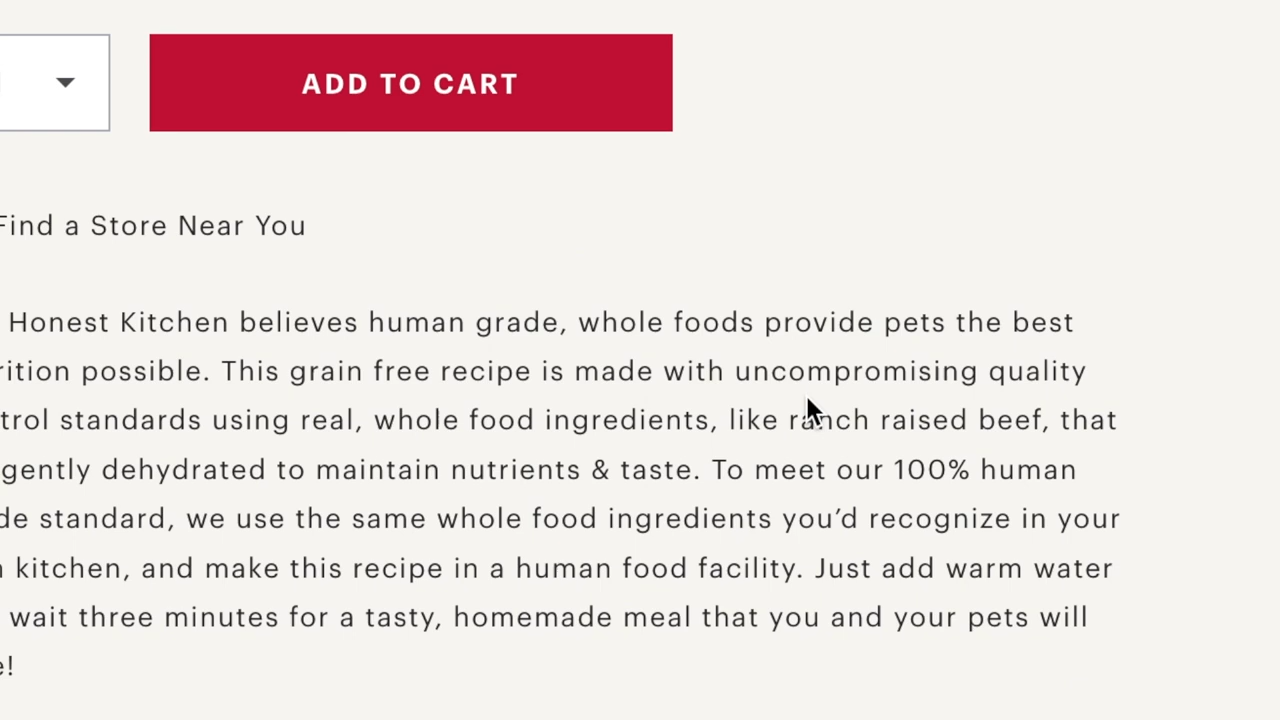 ADD TO CART
Find a Store Near You
Honest Kitchen believes human grade, whole foods provide pets the best
rition possible. This grain free recipe is made with uncompromising quality
trol standards using real, whole food ingredients, like ranch raised beef, that
gently dehydrated to maintain nutrients & taste. To meet our 100% human
de standard, we use the same whole food ingredients you’d recognize in your
kitchen, and make this recipe in a human food facility. Just add warm water
wait three minutes for a tasty, homemade meal that you and your pets will
e!